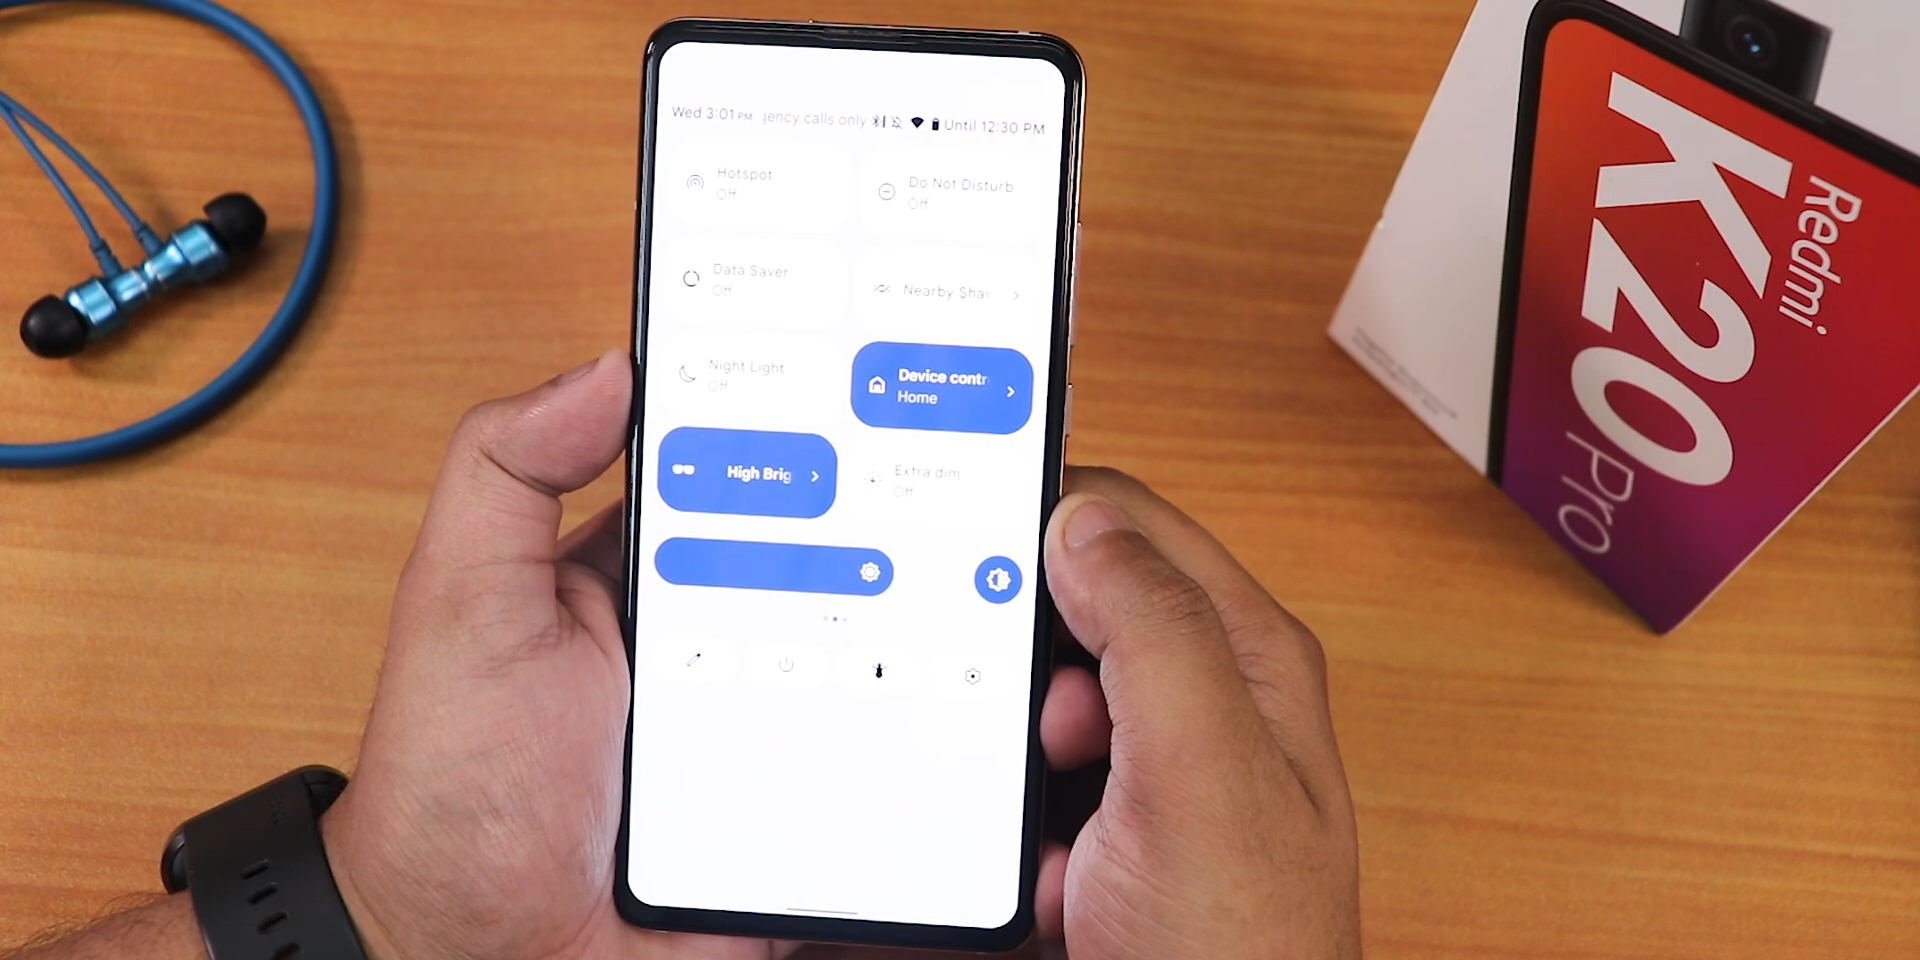 Wed 3:01 PM gency calls only Until 12:30 PM
Hotspot
Off
Do Not Disturb
Off
Data Saver
Off
Nearby Shar
Night Light
Off
Device contr
Home
High Brig
Extra dim
Off
Redmi
K20
Pro